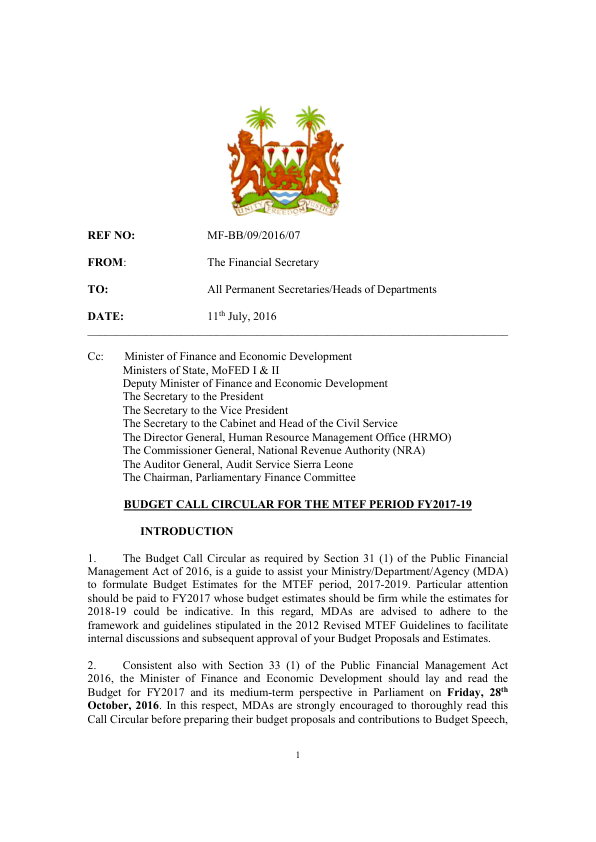 UNITY FREEDOM JUSTICE
REF NO: MF-BB/09/2016/07
FROM: The Financial Secretary
TO: All Permanent Secretaries/Heads of Departments
DATE: 11th July, 2016
Cc: Minister of Finance and Economic Development
Ministers of State, MoFED I & II
Deputy Minister of Finance and Economic Development
The Secretary to the President
The Secretary to the Vice President
The Secretary to the Cabinet and Head of the Civil Service
The Director General, Human Resource Management Office (HRMO)
The Commissioner General, National Revenue Authority (NRA)
The Auditor General, Audit Service Sierra Leone
The Chairman, Parliamentary Finance Committee
BUDGET CALL CIRCULAR FOR THE MTEF PERIOD FY2017-19
INTRODUCTION
1. The Budget Call Circular as required by Section 31 (1) of the Public Financial
Management Act of 2016, is a guide to assist your Ministry/Department/Agency (MDA)
to formulate Budget Estimates for the MTEF period, 2017-2019. Particular attention
should be paid to FY2017 whose budget estimates should be firm while the estimates for
2018-19 could be indicative. In this regard, MDAs are advised to adhere to the
framework and guidelines stipulated in the 2012 Revised MTEF Guidelines to facilitate
internal discussions and subsequent approval of your Budget Proposals and Estimates.
2. Consistent also with Section 33 (1) of the Public Financial Management Act
2016, the Minister of Finance and Economic Development should lay and read the
Budget for FY2017 and its medium-term perspective in Parliament on Friday, 28th
October, 2016. In this respect, MDAs are strongly encouraged to thoroughly read this
Call Circular before preparing their budget proposals and contributions to Budget Speech,
1